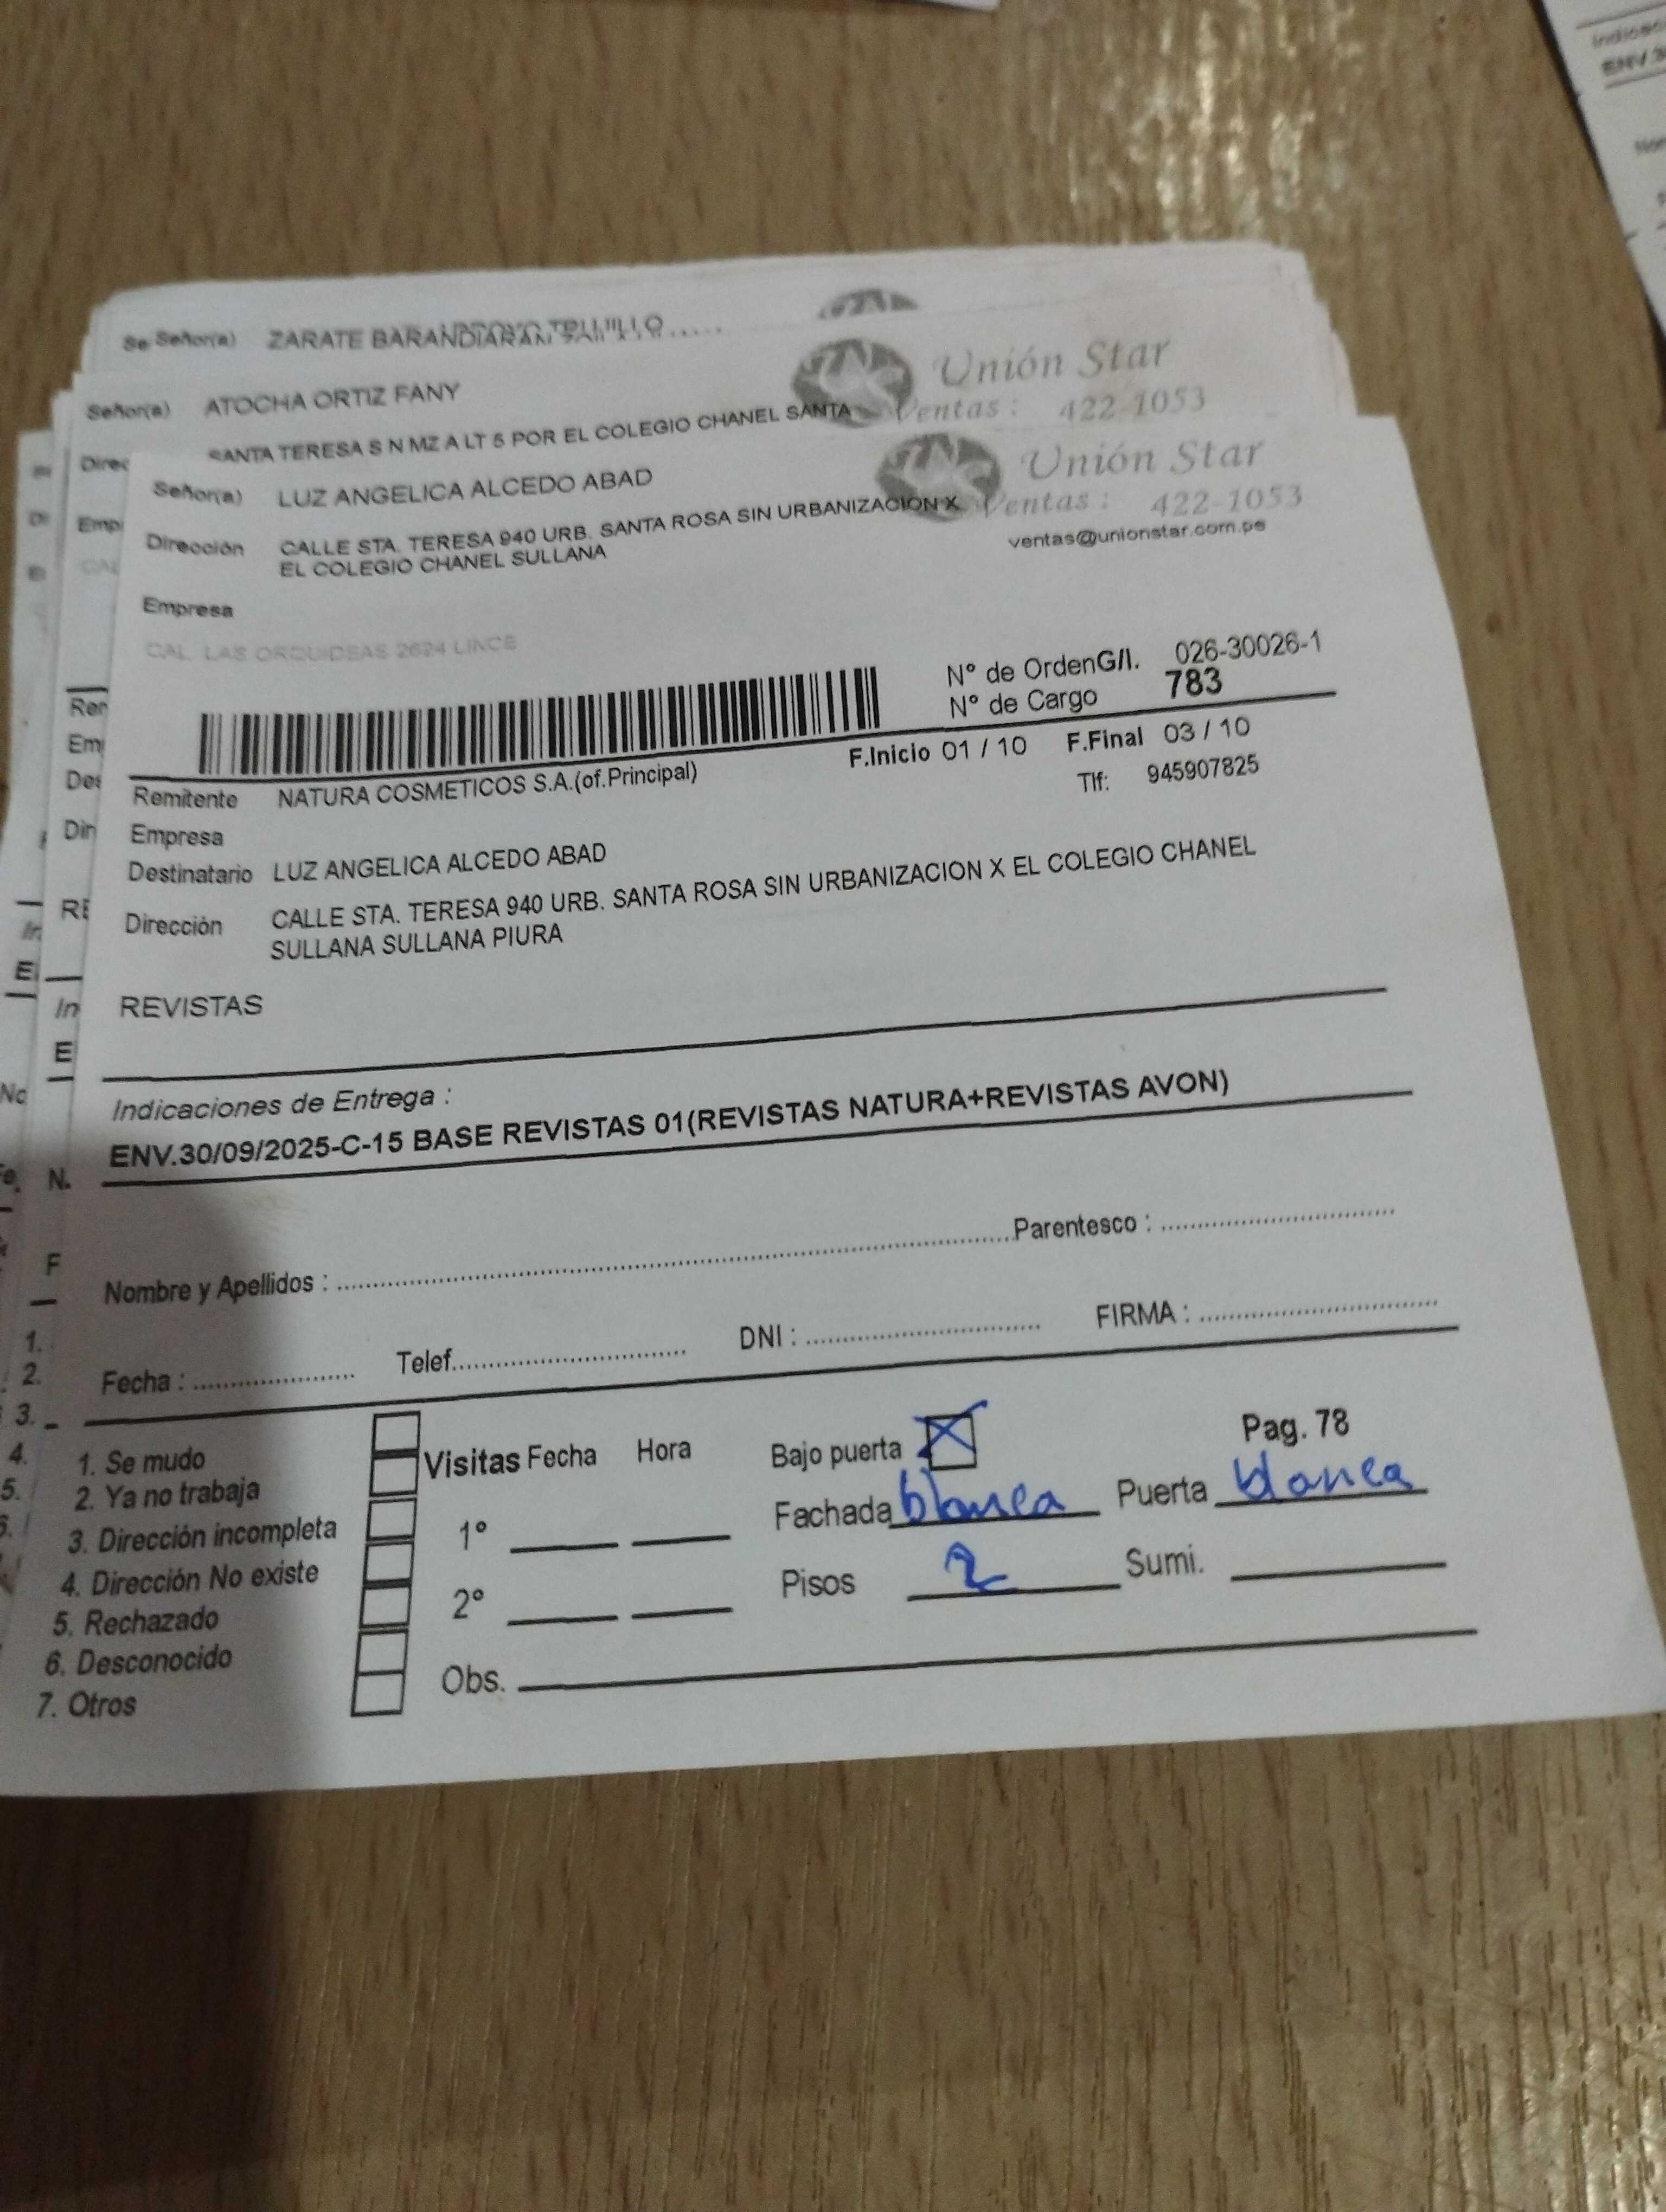 Señor(a) ZARATE BARANDIARAN
Señor(a) ATOCHA ORTIZ FANY
Unión Star
Ventas : 422-1053
SANTA TERESA S N MZ A LT 5 POR EL COLEGIO CHANEL SANTA
Señor(a) LUZ ANGELICA ALCEDO ABAD
Unión Star
Ventas : 422-1053
ventas@unionstar.com.pe
Dirección CALLE STA. TERESA 940 URB. SANTA ROSA SIN URBANIZACION X
EL COLEGIO CHANEL SULLANA
Empresa
CAL. LAS ORQUIDEAS 2624 LINCE
N° de OrdenG/I. 026-30026-1
N° de Cargo 783
F.Inicio 01 / 10 F.Final 03 / 10
Remitente NATURA COSMETICOS S.A.(of.Principal) Tlf: 945907825
Empresa
Destinatario LUZ ANGELICA ALCEDO ABAD
Dirección CALLE STA. TERESA 940 URB. SANTA ROSA SIN URBANIZACION X EL COLEGIO CHANEL
SULLANA SULLANA PIURA
REVISTAS
Indicaciones de Entrega :
ENV.30/09/2025-C-15 BASE REVISTAS 01(REVISTAS NATURA+REVISTAS AVON)
Nombre y Apellidos : Parentesco :
Fecha : Telef. DNI : FIRMA :
1. Se mudo
2. Ya no trabaja
3. Dirección incompleta
4. Dirección No existe
5. Rechazado
6. Desconocido
7. Otros
Visitas Fecha Hora
1°
2°
Obs.
Bajo puerta Pag. 78
Fachada blanca Puerta blanca
Pisos 2 Sumi.